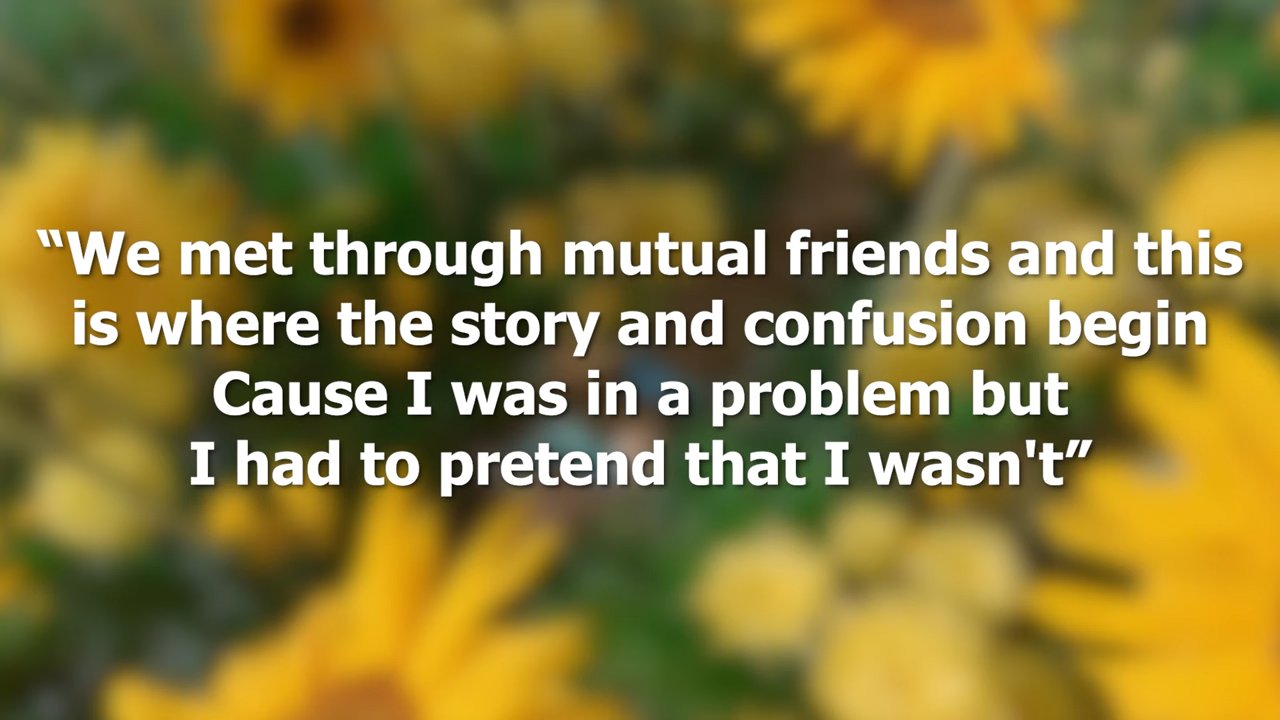 “We met through mutual friends and this
is where the story and confusion begin
Cause I was in a problem but
I had to pretend that I wasn't”